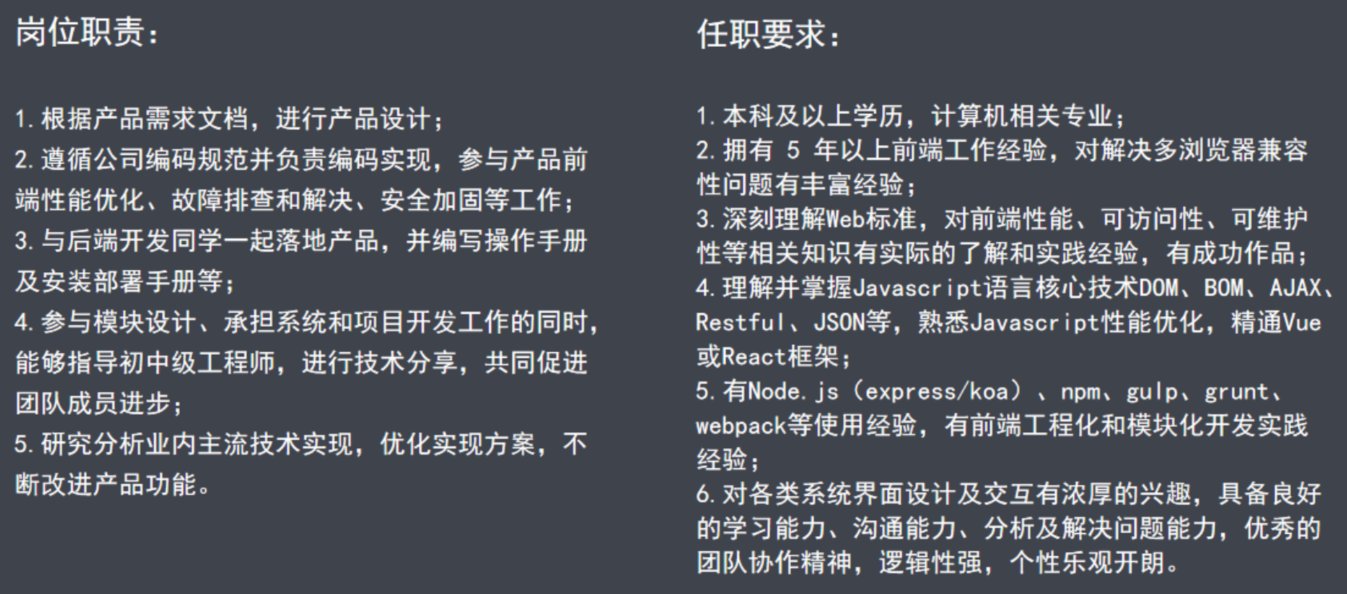 岗位职责：
1.根据产品需求文档，进行产品设计；
2.遵循公司编码规范并负责编码实现，参与产品前
端性能优化、故障排查和解决、安全加固等工作；
3.与后端开发同学一起落地产品，并编写操作手册
及安装部署手册等；
4.参与模块设计、承担系统和项目开发工作的同时，
能够指导初中级工程师，进行技术分享，共同促进
团队成员进步；
5.研究分析业内主流技术实现，优化实现方案，不
断改进产品功能。
任职要求：
1.本科及以上学历，计算机相关专业；
2.拥有 5 年以上前端工作经验，对解决多浏览器兼容
性问题有丰富经验；
3.深刻理解Web标准，对前端性能、可访问性、可维护
性等相关知识有实际的了解和实践经验，有成功作品；
4.理解并掌握Javascript语言核心技术DOM、BOM、AJAX、
Restful、JSON等，熟悉Javascript性能优化，精通Vue
或React框架；
5.有Node.js（express/koa）、npm、gulp、grunt、
webpack等使用经验，有前端工程化和模块化开发实践
经验；
6.对各类系统界面设计及交互有浓厚的兴趣，具备良好
的学习能力、沟通能力、分析及解决问题能力，优秀的
团队协作精神，逻辑性强，个性乐观开朗。